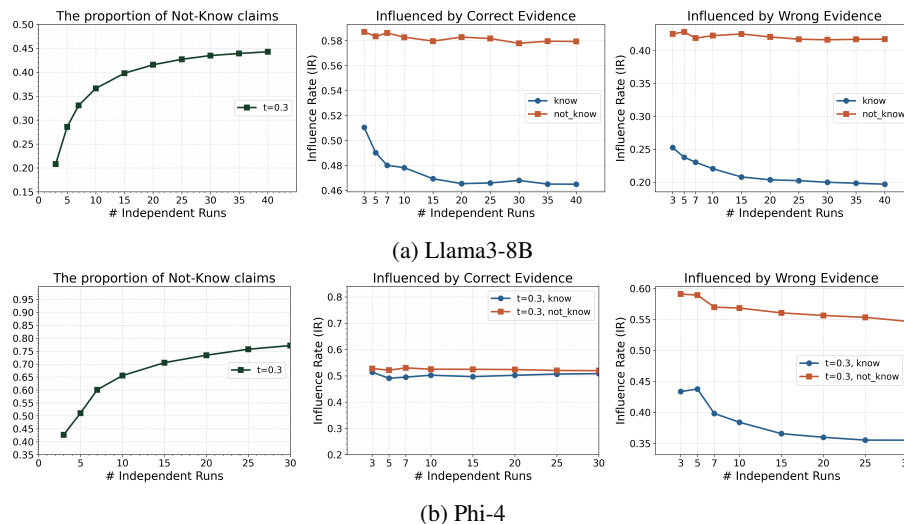 The proportion of Not-Know claims
0.50
0.45
0.40
0.35
0.30
0.25
0.20
0.15
0 5 10 15 20 25 30 35 40
# Independent Runs
t=0.3
Influenced by Correct Evidence
Influence Rate (IR)
0.58
0.56
0.54
0.52
0.50
0.48
0.46
3 5 7 10 15 20 25 30 35 40
# Independent Runs
know
not_know
Influenced by Wrong Evidence
Influence Rate (IR)
0.40
0.35
0.30
0.25
0.20
3 5 7 10 15 20 25 30 35 40
# Independent Runs
know
not_know
(a) Llama3-8B
The proportion of Not-Know claims
0.95
0.90
0.85
0.80
0.75
0.70
0.65
0.60
0.55
0.50
0.45
0.40
0.35
0 5 10 15 20 25 30
# Independent Runs
t=0.3
Influenced by Correct Evidence
Influence Rate (IR)
0.8
0.7
0.6
0.5
0.4
0.3
0.2
3 5 7 10 15 20 25 30
# Independent Runs
t=0.3, know
t=0.3, not_know
Influenced by Wrong Evidence
Influence Rate (IR)
0.60
0.55
0.50
0.45
0.40
0.35
3 5 7 10 15 20 25 3
# Independent Runs
t=0.3, know
t=0.3, not_know
(b) Phi-4